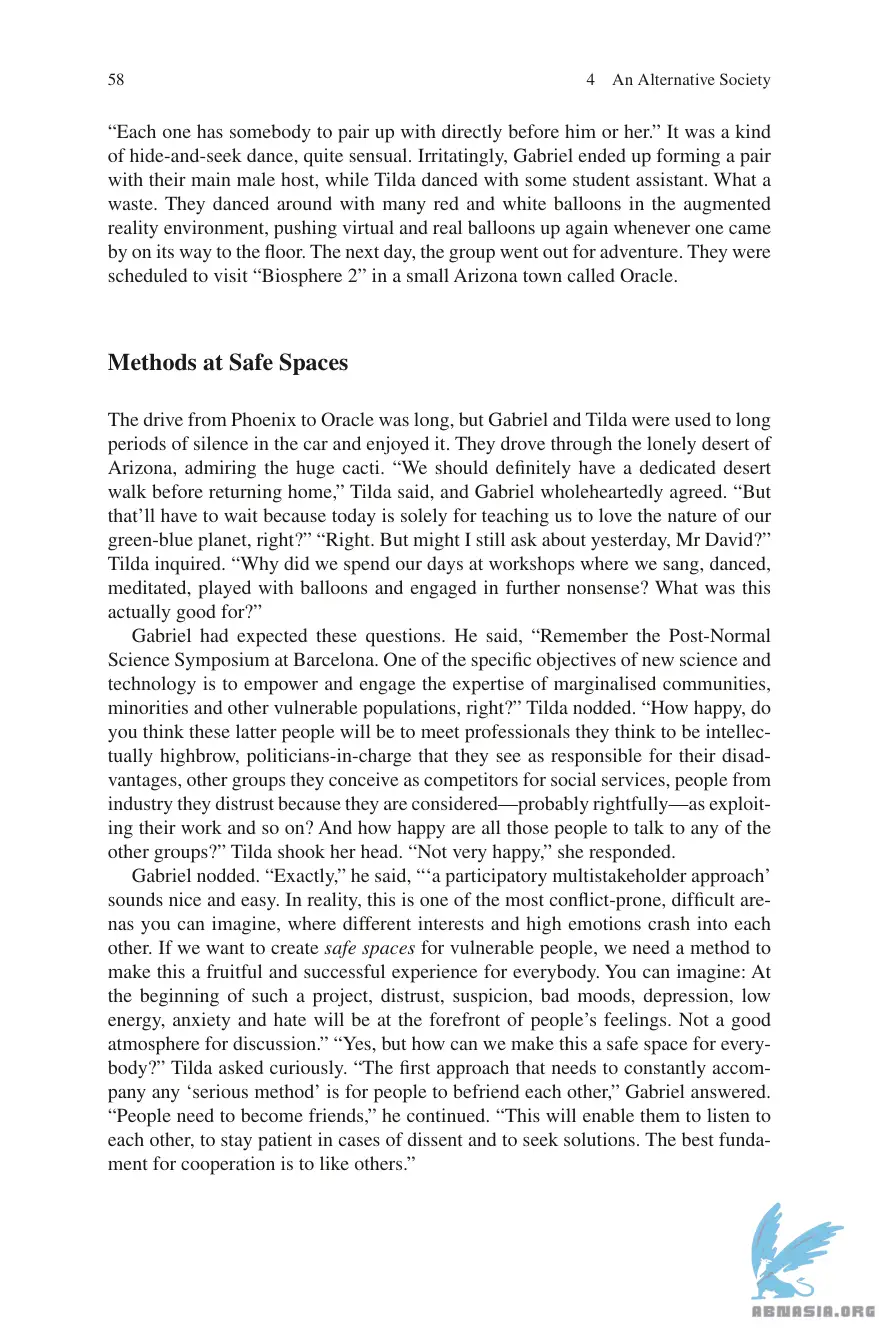 58
4 An Alternative Society
“Each one has somebody to pair up with directly before him or her.” It was a kind
of hide-and-seek dance, quite sensual. Irritatingly, Gabriel ended up forming a pair
with their main male host, while Tilda danced with some student assistant. What a
waste. They danced around with many red and white balloons in the augmented
reality environment, pushing virtual and real balloons up again whenever one came
by on its way to the floor. The next day, the group went out for adventure. They were
scheduled to visit “Biosphere 2” in a small Arizona town called Oracle.
Methods at Safe Spaces
The drive from Phoenix to Oracle was long, but Gabriel and Tilda were used to long
periods of silence in the car and enjoyed it. They drove through the lonely desert of
Arizona, admiring the huge cacti. “We should definitely have a dedicated desert
walk before returning home,” Tilda said, and Gabriel wholeheartedly agreed. “But
that’ll have to wait because today is solely for teaching us to love the nature of our
green-blue planet, right?” “Right. But might I still ask about yesterday, Mr David?”
Tilda inquired. “Why did we spend our days at workshops where we sang, danced,
meditated, played with balloons and engaged in further nonsense? What was this
actually good for?”
Gabriel had expected these questions. He said, “Remember the Post-Normal
Science Symposium at Barcelona. One of the specific objectives of new science and
technology is to empower and engage the expertise of marginalised communities,
minorities and other vulnerable populations, right?” Tilda nodded. “How happy, do
you think these latter people will be to meet professionals they think to be intellec-
tually highbrow, politicians-in-charge that they see as responsible for their disad-
vantages, other groups they conceive as competitors for social services, people from
industry they distrust because they are considered—probably rightfully—as exploit-
ing their work and so on? And how happy are all those people to talk to any of the
other groups?” Tilda shook her head. “Not very happy,” she responded.
Gabriel nodded. “Exactly,” he said, “‘a participatory multistakeholder approach’
sounds nice and easy. In reality, this is one of the most conflict-prone, difficult are-
nas you can imagine, where different interests and high emotions crash into each
other. If we want to create safe spaces for vulnerable people, we need a method to
make this a fruitful and successful experience for everybody. You can imagine: At
the beginning of such a project, distrust, suspicion, bad moods, depression, low
energy, anxiety and hate will be at the forefront of people’s feelings. Not a good
atmosphere for discussion.” “Yes, but how can we make this a safe space for every-
body?” Tilda asked curiously. “The first approach that needs to constantly accom-
pany any ‘serious method’ is for people to befriend each other,” Gabriel answered.
“People need to become friends,” he continued. “This will enable them to listen to
each other, to stay patient in cases of dissent and to seek solutions. The best funda-
ment for cooperation is to like others.”
ABNASIA.ORG